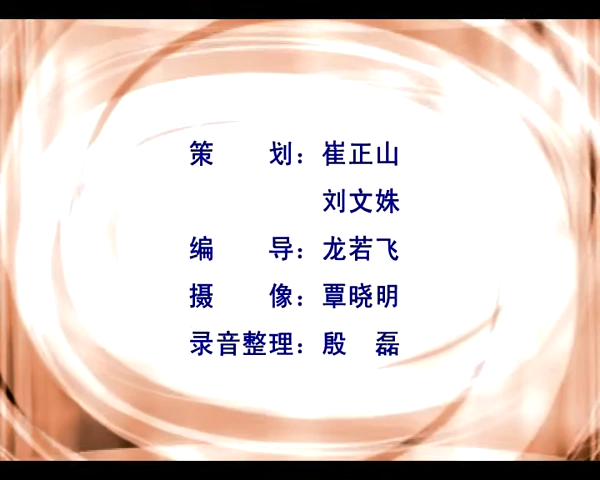 策　　划：崔正山
刘文姝
编　　导：龙若飞
摄　　像：覃晓明
录音整理：殷　磊